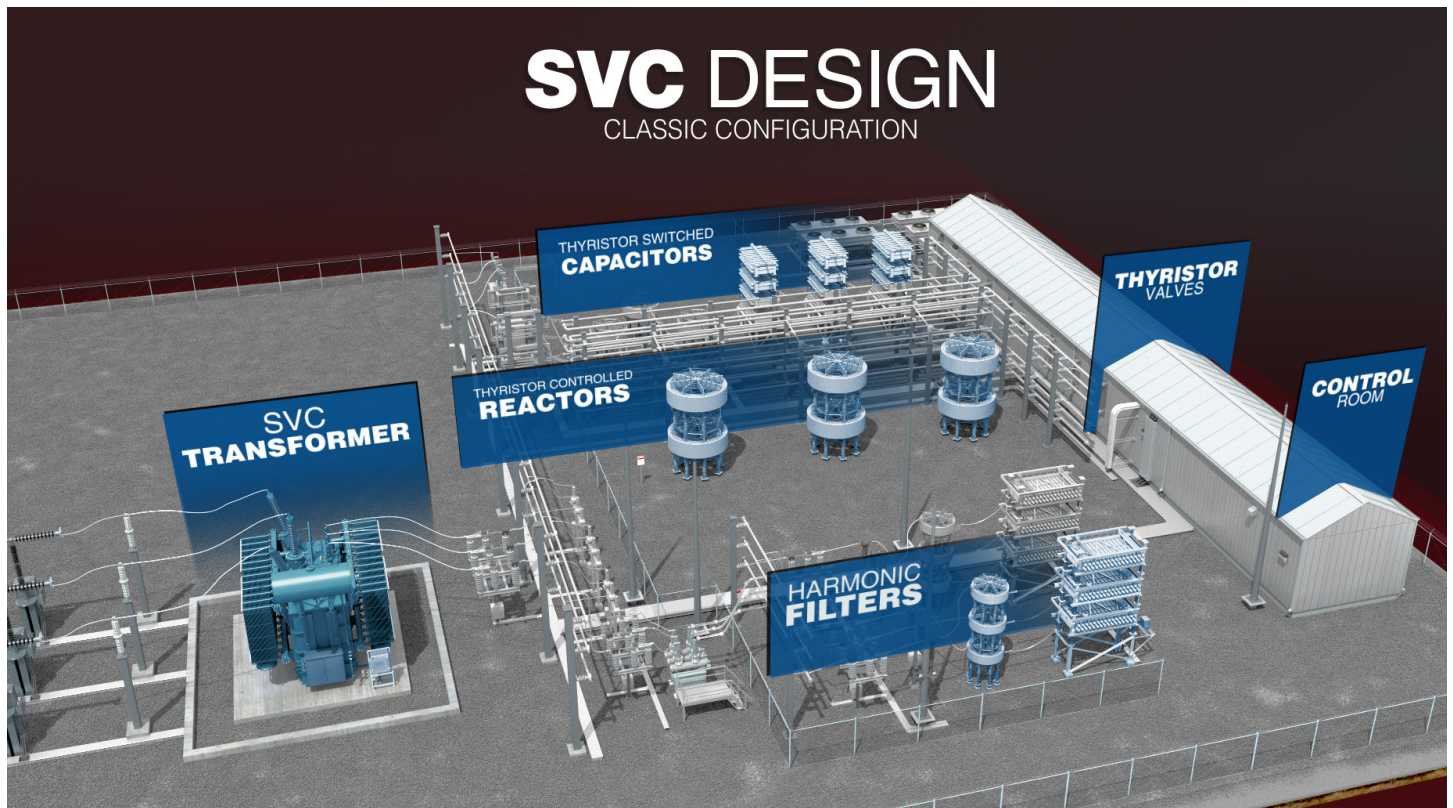 SVC DESIGN
CLASSIC CONFIGURATION
THYRISTOR SWITCHED
CAPACITORS
THYRISTOR
VALVES
THYRISTOR CONTROLLED
REACTORS
CONTROL
ROOM
SVC
TRANSFORMER
HARMONIC
FILTERS